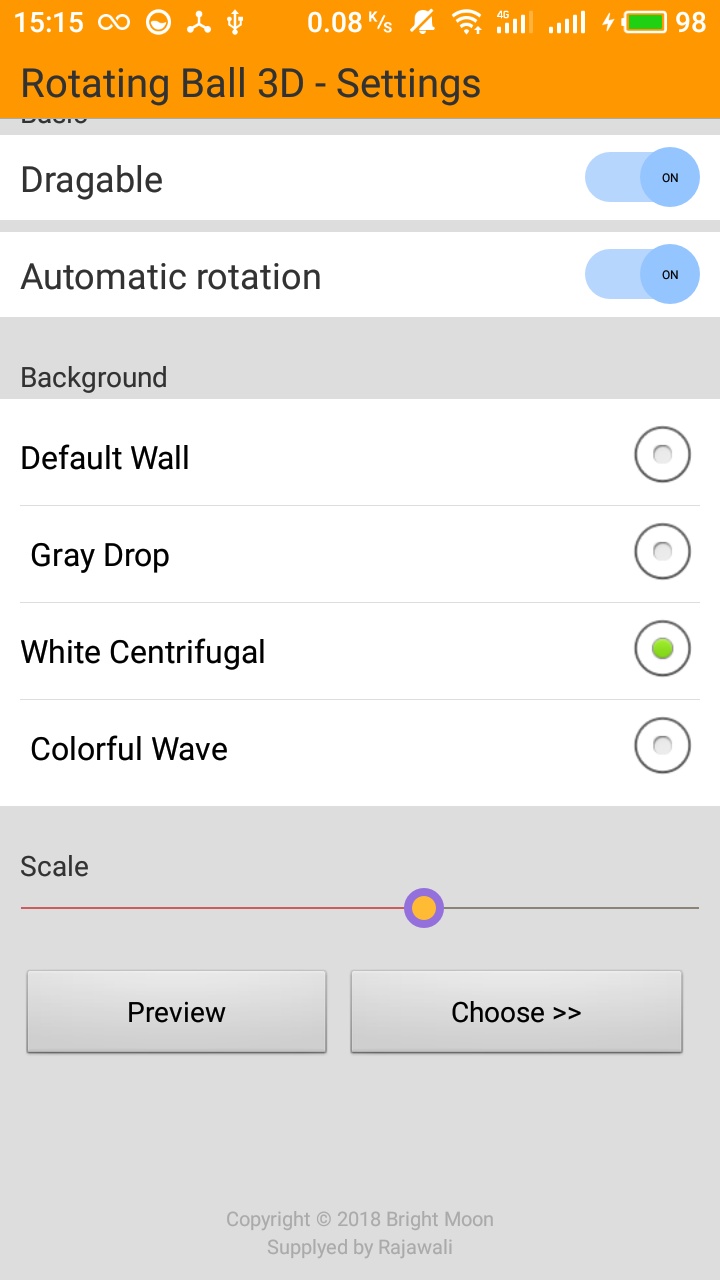 15:15 0.08 K/S 4G 98
Rotating Ball 3D - Settings
Basic
Dragable ON
Automatic rotation ON
Background
Default Wall
Gray Drop
White Centrifugal
Colorful Wave
Scale
Preview Choose >>
Copyright © 2018 Bright Moon
Supplyed by Rajawali